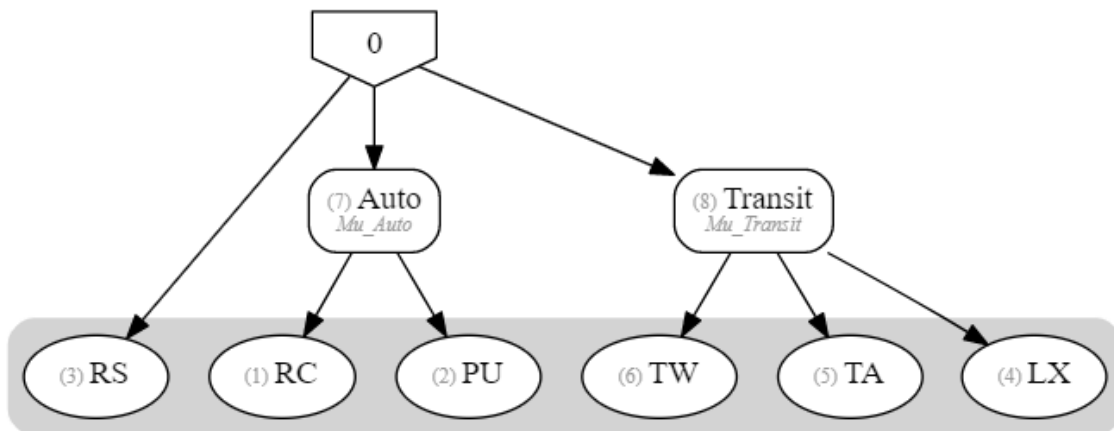 0
(7) Auto
Mu_Auto
(8) Transit
Mu_Transit
(3) RS
(1) RC
(2) PU
(6) TW
(5) TA
(4) LX